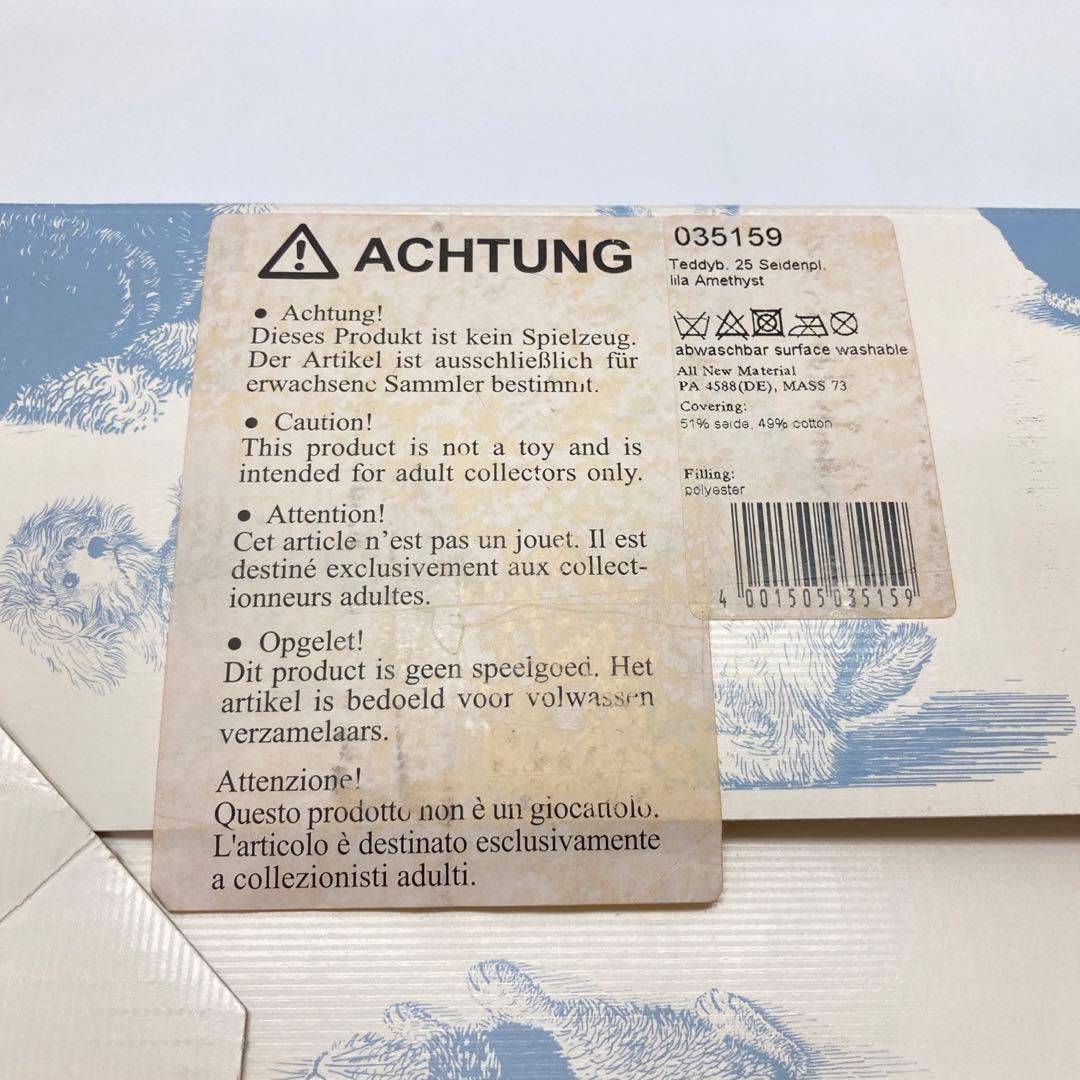 ACHTUNG
• Achtung!
Dieses Produkt ist kein Spielzeug.
Der Artikel ist ausschließlich für
erwachsene Sammler bestimmt.
• Caution!
This product is not a toy and is
intended for adult collectors only.
• Attention!
Cet article n'est pas un jouet. Il est
destiné exclusivement aux collect-
ionneurs adultes.
• Opgelet!
Dit product is geen speelgoed. Het
artikel is bedoeld voor volwassen
verzamelaars.
Attenzione!
Questo prodotto non è un giocattolo.
L'articolo è destinato esclusivamente
a collezionisti adulti.
035159
Teddyb. 25 Seidenpl.
lila Amethyst
abwaschbar surface washable
All New Material
PA 4588(DE), MASS 73
Covering:
51% seide, 49% cotton
Filling:
polyester
4 001505 035159